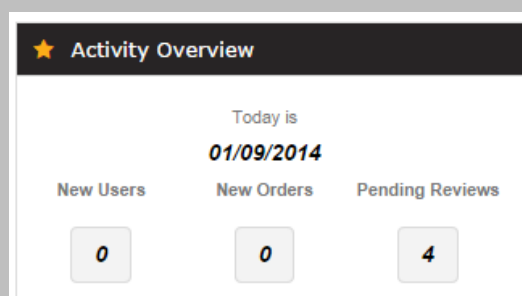 Activity Overview
Today is
01/09/2014
New Users New Orders Pending Reviews
0 0 4